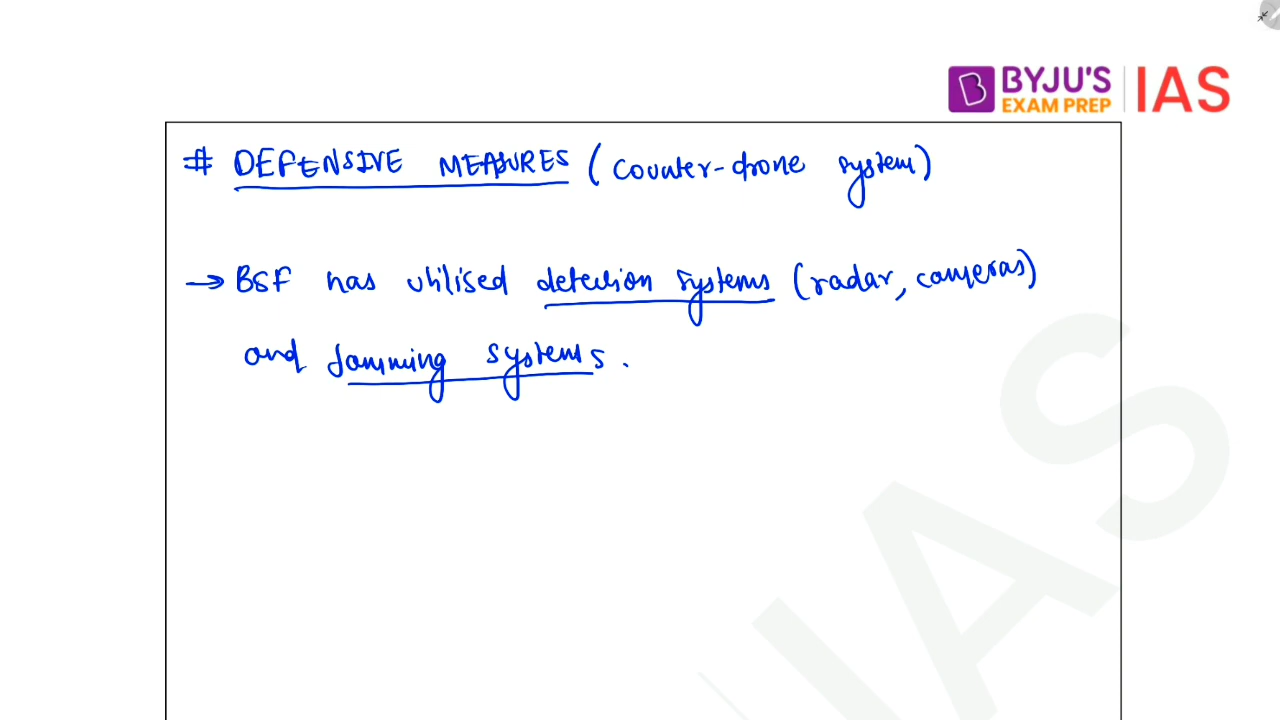 BYJU'S
EXAM PREP
IAS
# DEFENSIVE MEASURES (counter-drone system)
→ BSF has utilised detection systems (radar, cameras)
and Jamming systems.
IAS